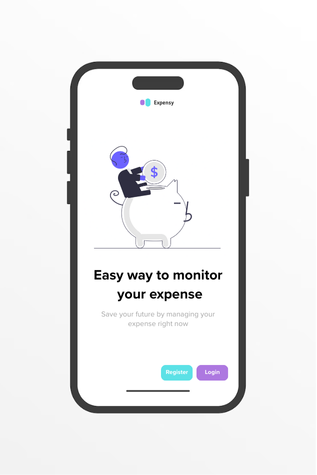 Expensy
$
Easy way to monitor
your expense
Save your future by managing your
expense right now
Register
Login